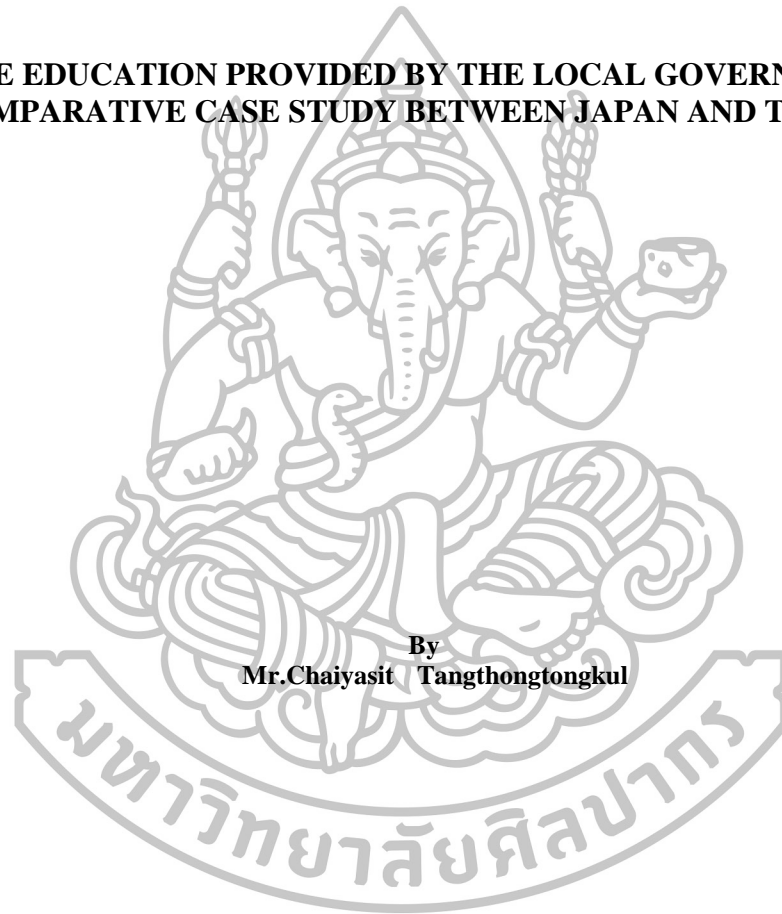 E EDUCATION PROVIDED BY THE LOCAL GOVERN
MPARATIVE CASE STUDY BETWEEN JAPAN AND T
By
Mr.Chaiyasit Tangthongtongkul
มหาวิทยาลัยศิลปากร